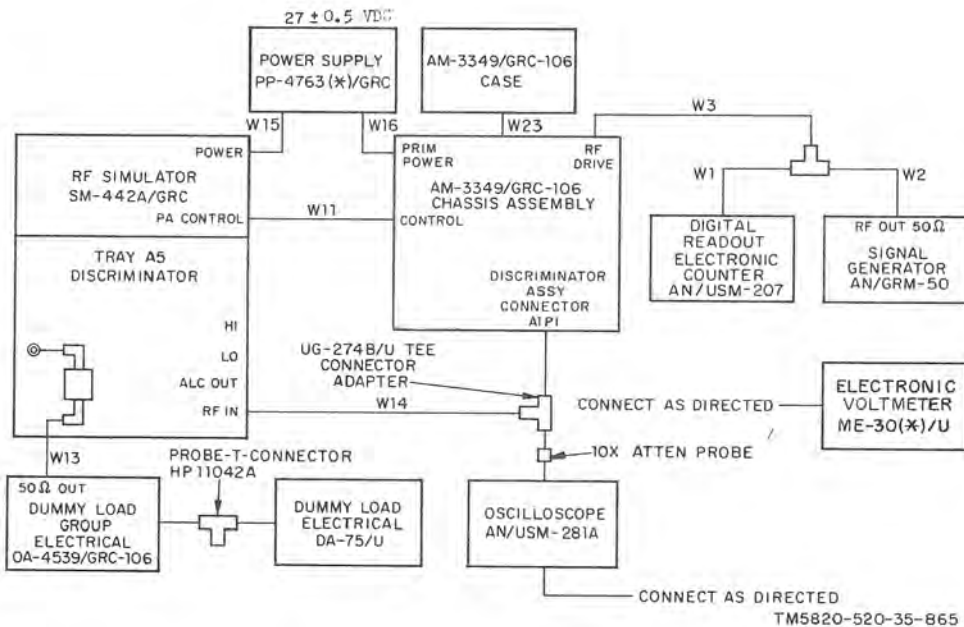 27 ± 0.5 VDC
POWER SUPPLY
PP-4763(*)/GRC
AM-3349/GRC-106
CASE
W3
W15
W16
W23
POWER
RF SIMULATOR
SM-442A/GRC
PA CONTROL
W11
PRIM
POWER
RF
DRIVE
AM-3349/GRC-106
CHASSIS ASSEMBLY
CONTROL
DISCRIMINATOR
ASSY
CONNECTOR
A1P1
W1
W2
DIGITAL
READOUT
ELECTRONIC
COUNTER
AN/USM-207
RF OUT 50Ω
SIGNAL
GENERATOR
AN/GRM-50
TRAY A5
DISCRIMINATOR
HI
LO
ALC OUT
RF IN
UG-274B/U TEE
CONNECTOR
ADAPTER
W14
CONNECT AS DIRECTED
ELECTRONIC
VOLTMETER
ME-30(*)/U
W13
PROBE-T-CONNECTOR
HP11042A
10X ATTEN PROBE
50Ω OUT
DUMMY LOAD
GROUP
ELECTRICAL
OA-4539/GRC-106
DUMMY LOAD
ELECTRICAL
DA-75/U
OSCILLOSCOPE
AN/USM-281A
CONNECT AS DIRECTED
TM5820-520-35-865